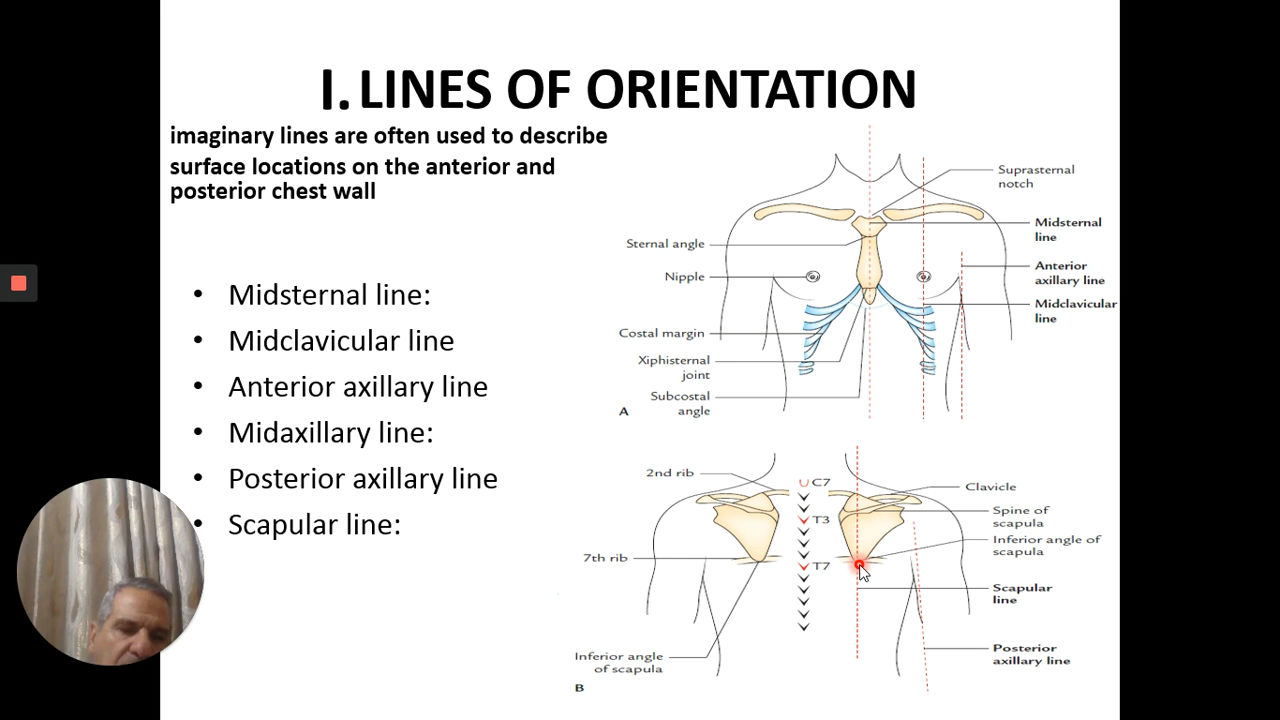 I. LINES OF ORIENTATION
imaginary lines are often used to describe
surface locations on the anterior and
posterior chest wall
• Midsternal line:
• Midclavicular line
• Anterior axillary line
• Midaxillary line:
• Posterior axillary line
• Scapular line:
Suprasternal
notch
Midsternal
line
Sternal angle
Anterior
axillary line
Nipple
Midclavicular
line
Costal margin
Xiphisternal
joint
Subcostal
angle
A
2nd rib
C7
Clavicle
T3
Spine of
scapula
Inferior angle of
scapula
7th rib
T7
Scapular
line
Inferior angle
of scapula
Posterior
axillary line
B